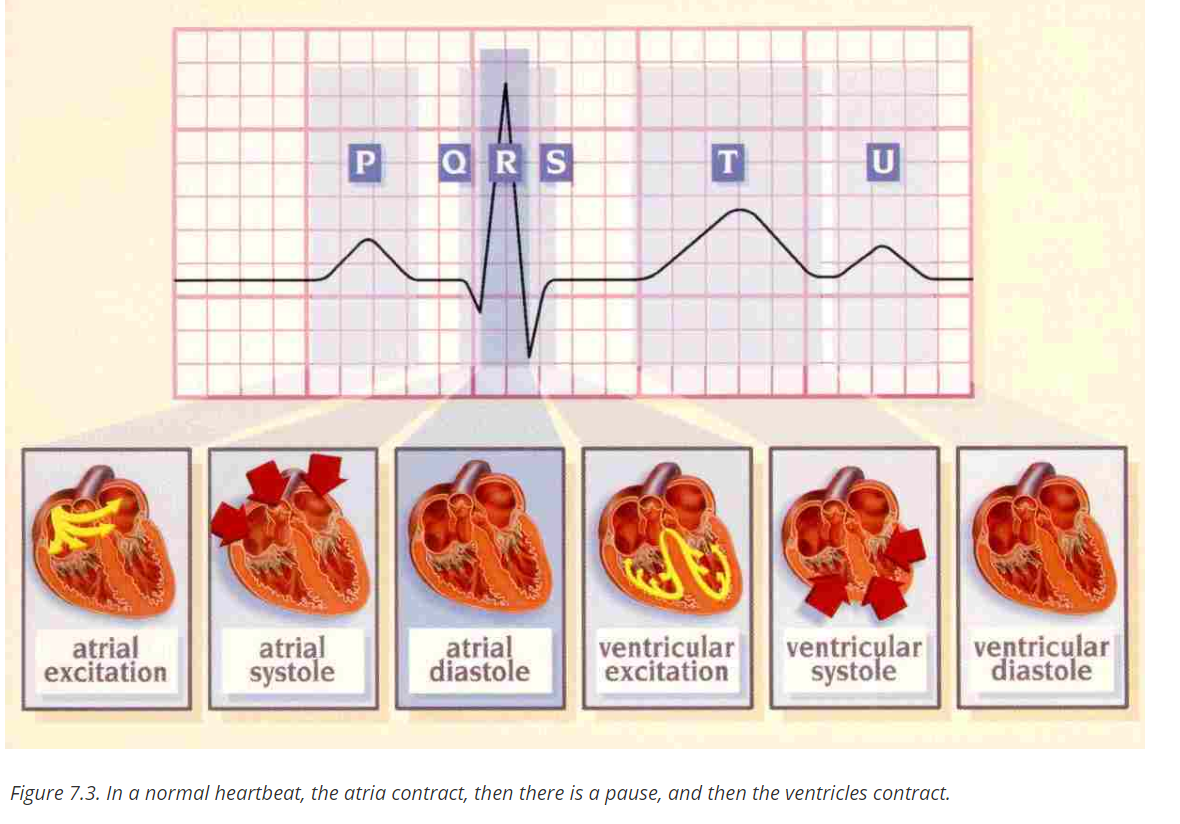 P Q R S T U
atrial
excitation
atrial
systole
atrial
diastole
ventricular
excitation
ventricular
systole
ventricular
diastole
Figure 7.3. In a normal heartbeat, the atria contract, then there is a pause, and then the ventricles contract.